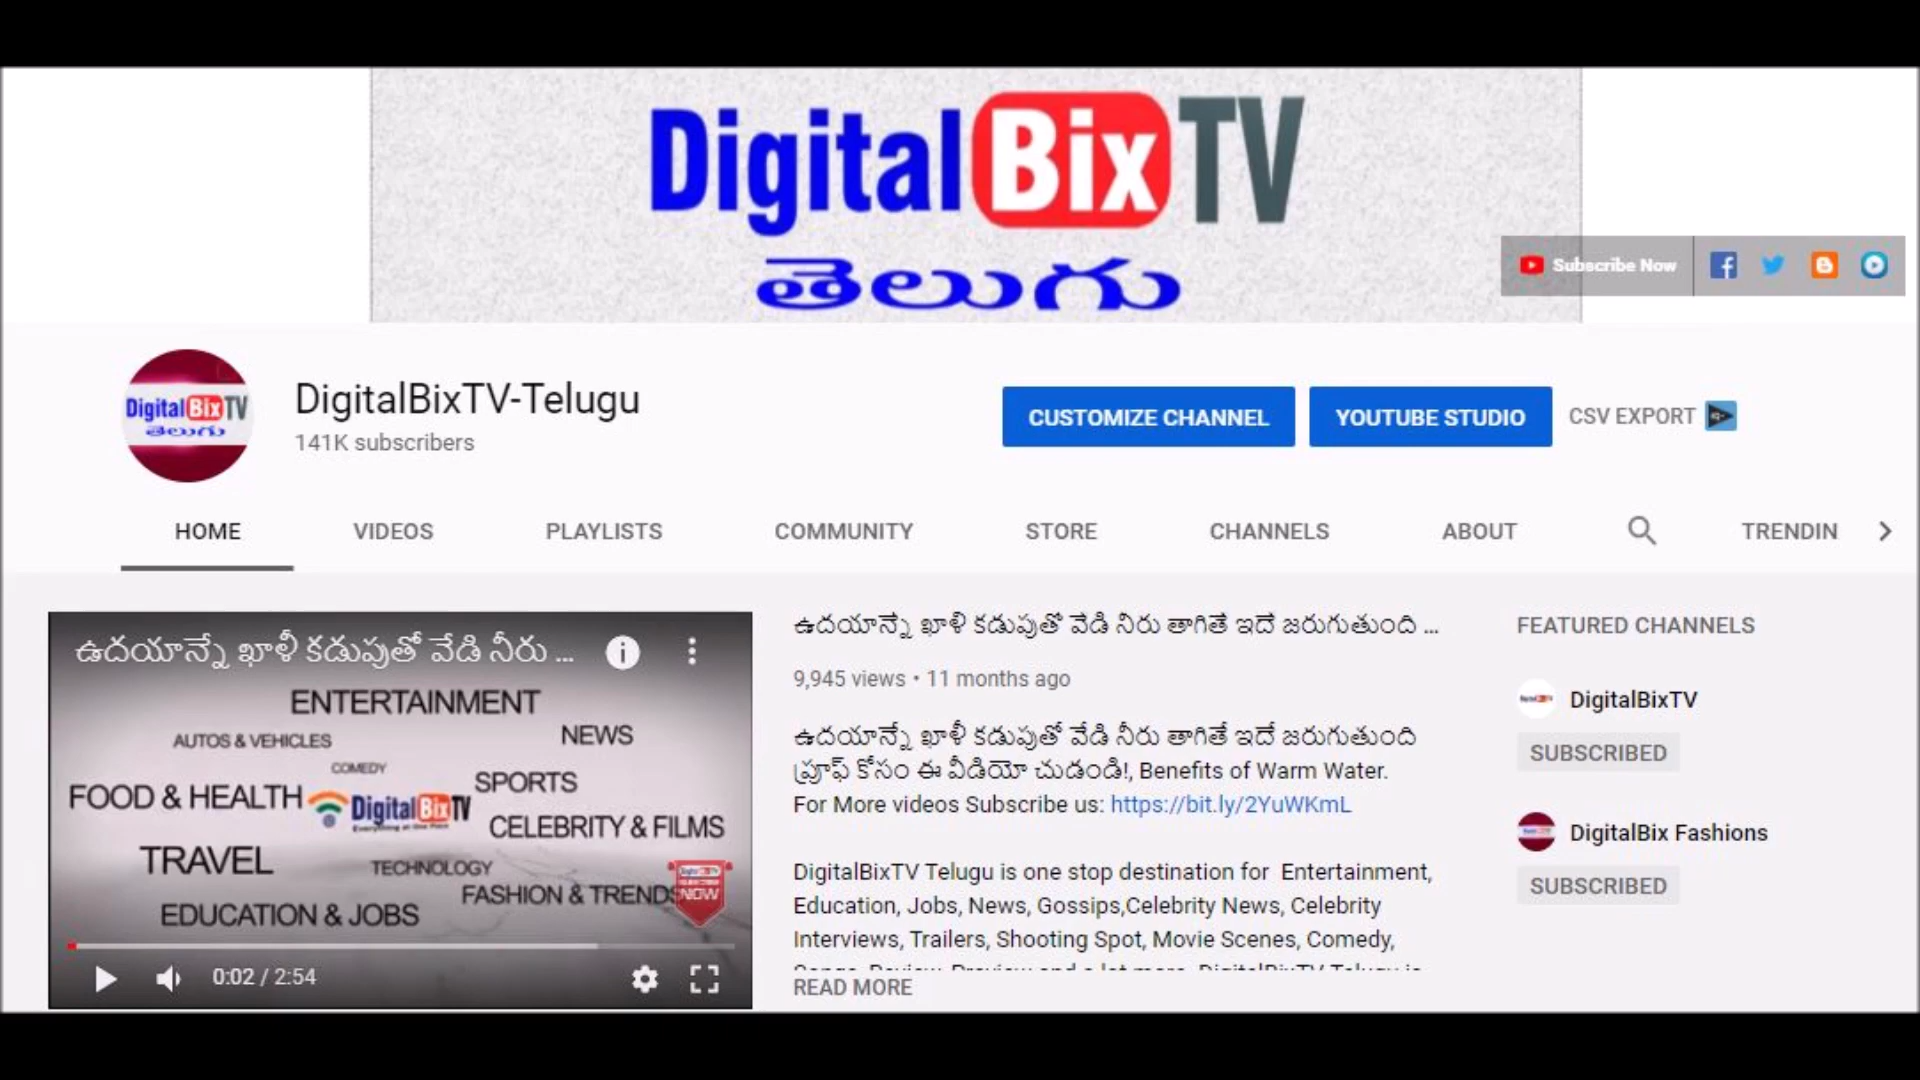 DigitalBixTV
తెలుగు
Subscribe Now
DigitalBixTV
తెలుగు
DigitalBixTV-Telugu
141K subscribers
CUSTOMIZE CHANNEL
YOUTUBE STUDIO
CSV EXPORT
HOME
VIDEOS
PLAYLISTS
COMMUNITY
STORE
CHANNELS
ABOUT
TRENDIN
ఉదయాన్నే ఖాళీ కడుపుతో వేడి నీరు ...
ENTERTAINMENT
AUTOS & VEHICLES
NEWS
COMEDY
SPORTS
FOOD & HEALTH
DigitalBixTV
Everything at One Place
CELEBRITY & FILMS
TRAVEL
TECHNOLOGY
FASHION & TRENDS
NOW
EDUCATION & JOBS
0:02 / 2:54
ఉదయాన్నే ఖాళీ కడుపుతో వేడి నీరు తాగితే ఇదే జరుగుతుంది ...
9,945 views • 11 months ago
ఉదయాన్నే ఖాళీ కడుపుతో వేడి నీరు తాగితే ఇదే జరుగుతుంది
ప్రూఫ్ కోసం ఈ వీడియో చుడండి!, Benefits of Warm Water.
For More videos Subscribe us: https://bit.ly/2YuWKmL
DigitalBixTV Telugu is one stop destination for Entertainment,
Education, Jobs, News, Gossips,Celebrity News, Celebrity
Interviews, Trailers, Shooting Spot, Movie Scenes, Comedy,
READ MORE
FEATURED CHANNELS
DigitalBixTV
SUBSCRIBED
DigitalBix Fashions
SUBSCRIBED